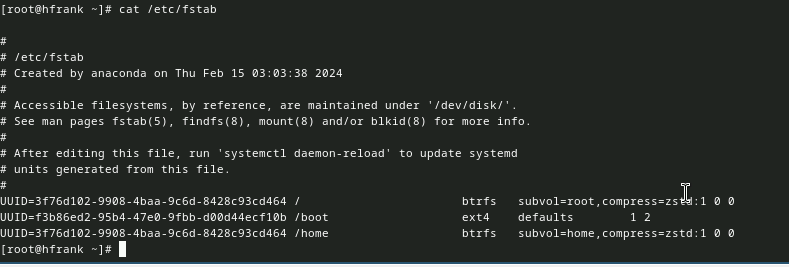 [root@hfrank ~]# cat /etc/fstab
#
# /etc/fstab
# Created by anaconda on Thu Feb 15 03:03:38 2024
#
# Accessible filesystems, by reference, are maintained under '/dev/disk/'.
# See man pages fstab(5), findfs(8), mount(8) and/or blkid(8) for more info.
#
# After editing this file, run 'systemctl daemon-reload' to update systemd
# units generated from this file.
#
UUID=3f76d102-9908-4baa-9c6d-8428c93cd464 /                       btrfs   subvol=root,compress=zstd:1 0 0
UUID=f3b86ed2-95b4-47e0-9fbb-d00d44ecf10b /boot                   ext4    defaults        1 2
UUID=3f76d102-9908-4baa-9c6d-8428c93cd464 /home                   btrfs   subvol=home,compress=zstd:1 0 0
[root@hfrank ~]#